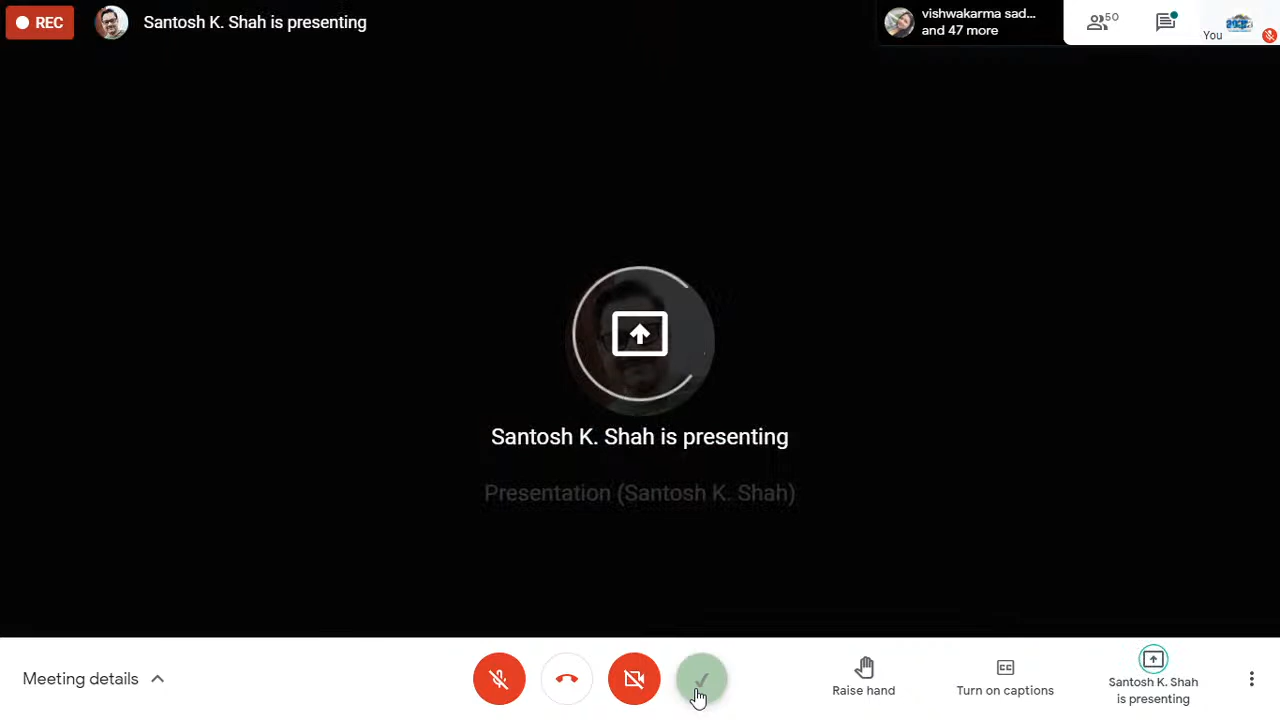 REC
Santosh K. Shah is presenting
vishwakarma sad...
and 47 more
50
You
Santosh K. Shah is presenting
Presentation (Santosh K. Shah)
Meeting details
Raise hand
CC
Turn on captions
Santosh K. Shah
is presenting